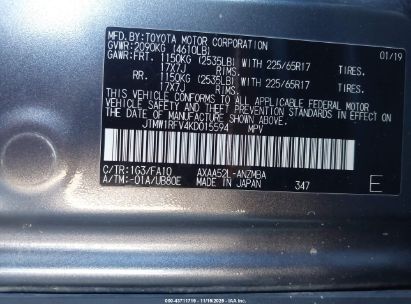 MFD.BY:TOYOTA MOTOR CORPORATION 01/19
GVWR:2090KG (4610LB)
GAWR:FRT. 1150KG (2535LB) WITH 225/65R17 TIRES.
17X7J RIMS.
RR. 1150KG (2535LB) WITH 225/65R17 TIRES.
17X7J RIMS.
THIS VEHICLE CONFORMS TO ALL APPLICABLE FEDERAL MOTOR
VEHICLE SAFETY AND THEFT PREVENTION STANDARDS IN EFFECT
ON THE DATE OF MANUFACTURE SHOWN ABOVE.
JTMW1RFV4KD015594 MPV
C/TR:1G3/FA10 AXAA52L-ANZMBA
A/TM:-01A/UB80E MADE IN JAPAN 347 E